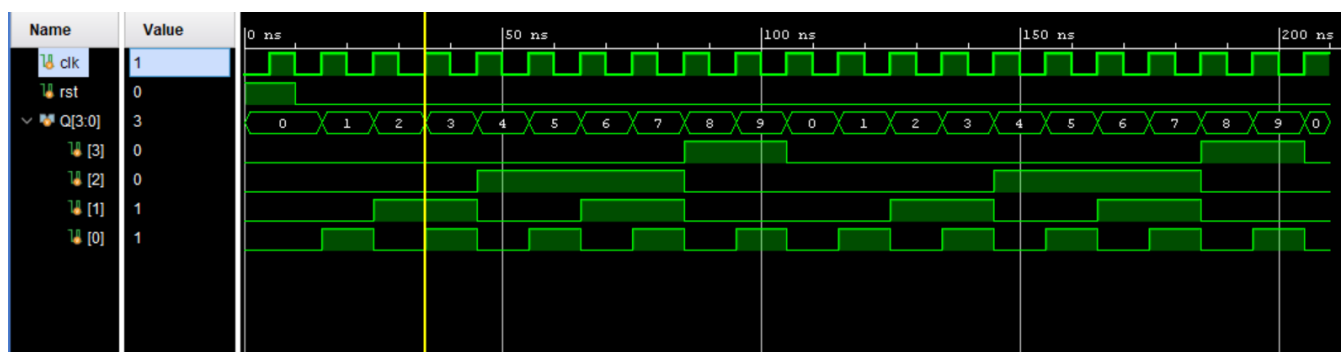 Name Value 0 ns 50 ns 100 ns 150 ns 200 ns
clk 1
rst 0
Q[3:0] 3 0 1 2 3 4 5 6 7 8 9 0 1 2 3 4 5 6 7 8 9 0
[3] 0
[2] 0
[1] 1
[0] 1